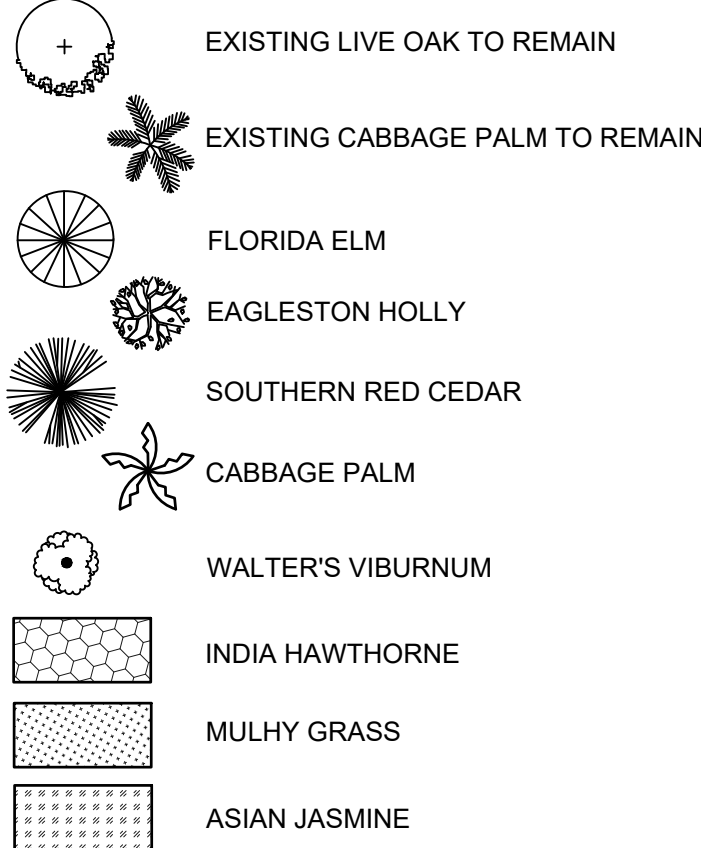 EXISTING LIVE OAK TO REMAIN
EXISTING CABBAGE PALM TO REMAIN
FLORIDA ELM
EAGLESTON HOLLY
SOUTHERN RED CEDAR
CABBAGE PALM
WALTER'S VIBURNUM
INDIA HAWTHORNE
MULHY GRASS
ASIAN JASMINE